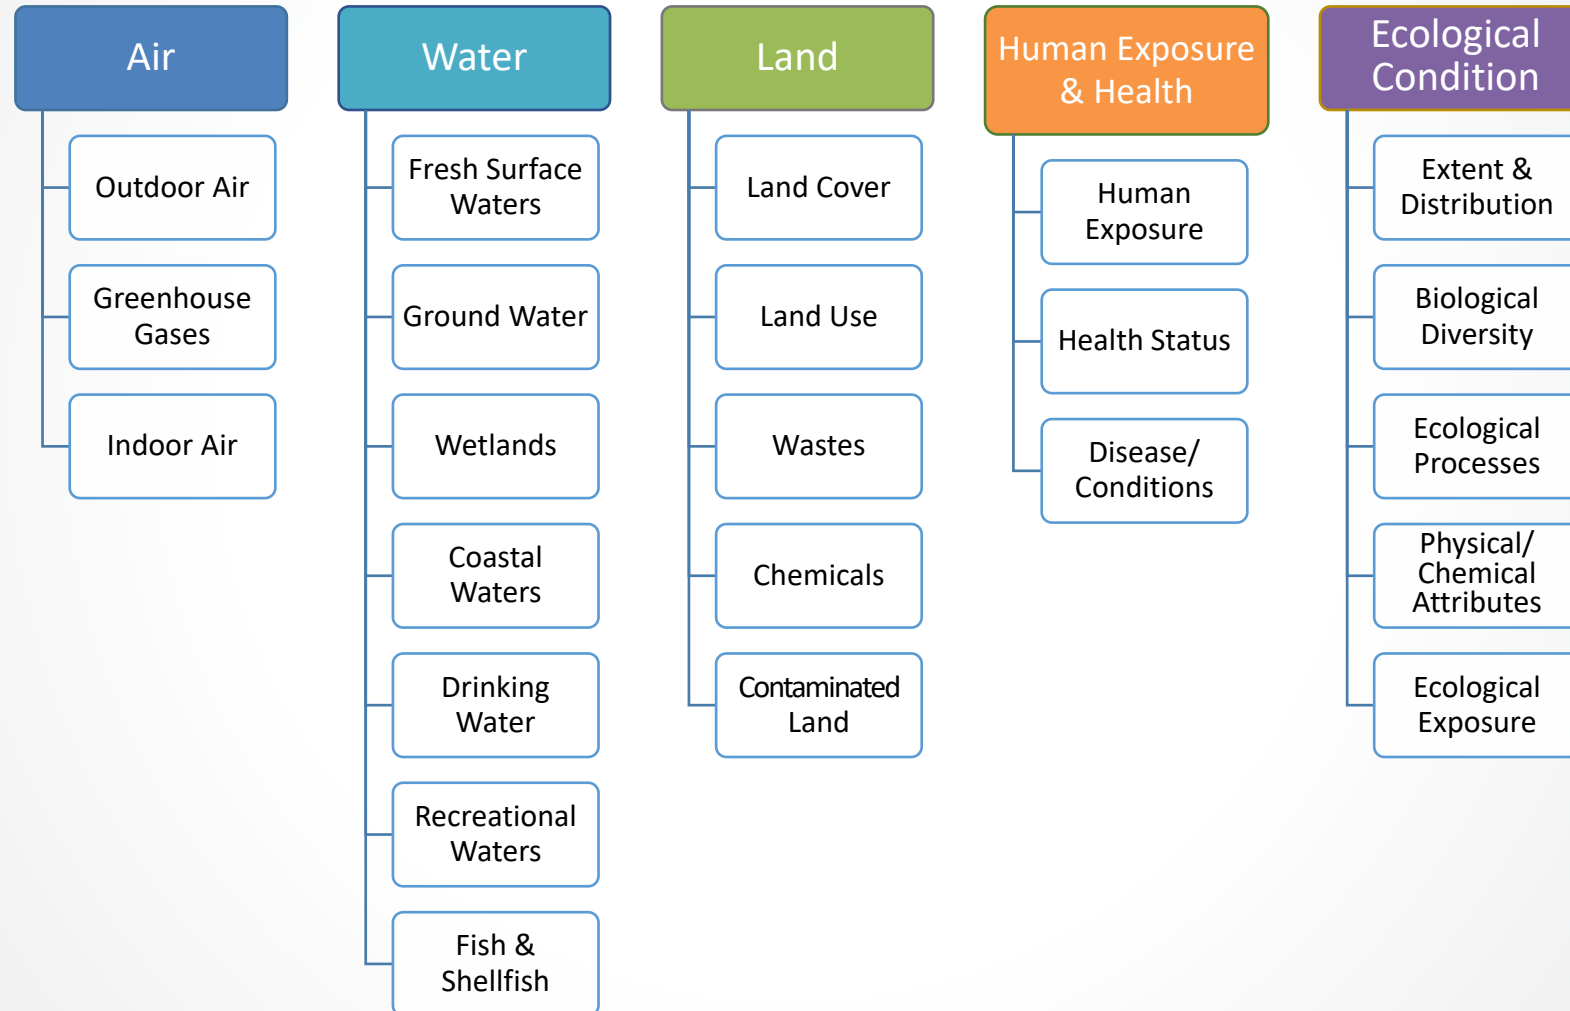 Air
Outdoor Air
Greenhouse
Gases
Indoor Air
Water
Fresh Surface
Waters
Ground Water
Wetlands
Coastal
Waters
Drinking
Water
Recreational
Waters
Fish &
Shellfish
Land
Land Cover
Land Use
Wastes
Chemicals
Contaminated
Land
Human Exposure
& Health
Human
Exposure
Health Status
Disease/
Conditions
Ecological
Condition
Extent &
Distribution
Biological
Diversity
Ecological
Processes
Physical/
Chemical
Attributes
Ecological
Exposure